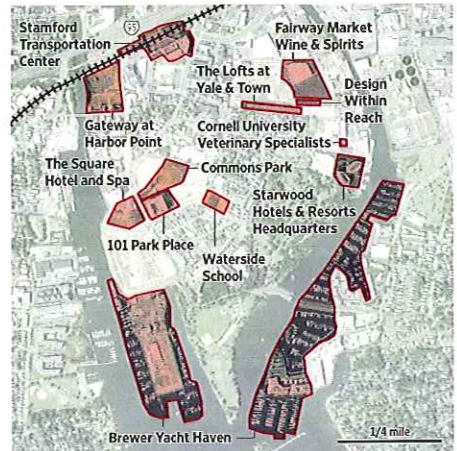 Stamford
Transportation
Center
95
Fairway Market
Wine & Spirits
The Lofts at
Yale & Town
Design
Within
Reach
Gateway at
Harbor Point
Cornell University
Veterinary Specialists
The Square
Hotel and Spa
Commons Park
Starwood
Hotels & Resorts
Headquarters
101 Park Place
Waterside
School
Brewer Yacht Haven
1/4 mile